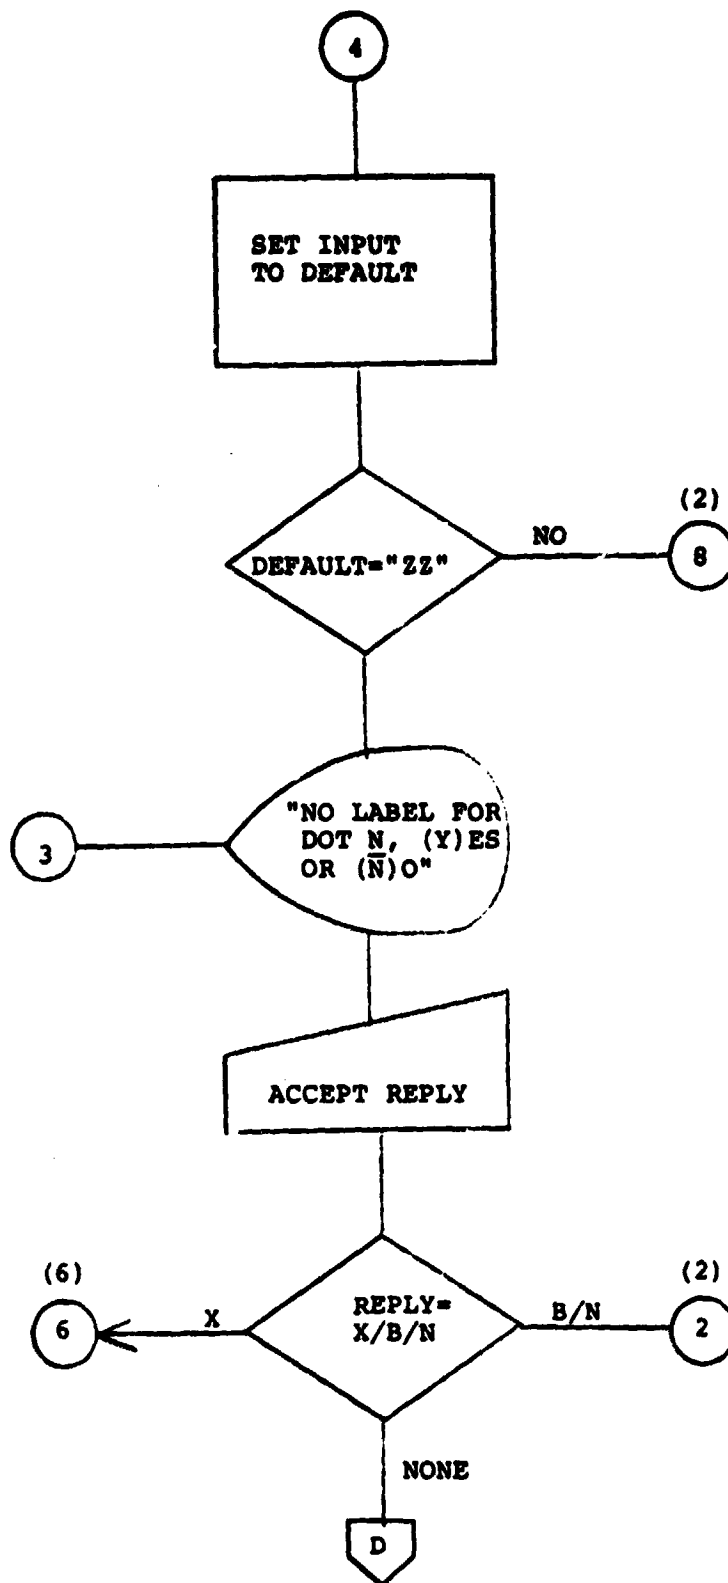 4
SET INPUT
TO DEFAULT
DEFAULT="ZZ"
NO
(2)
8
3
"NO LABEL FOR
DOT N, (Y)ES
OR (N)O"
ACCEPT REPLY
(6)
6
X
REPLY=
X/B/N
B/N
(2)
2
NONE
D